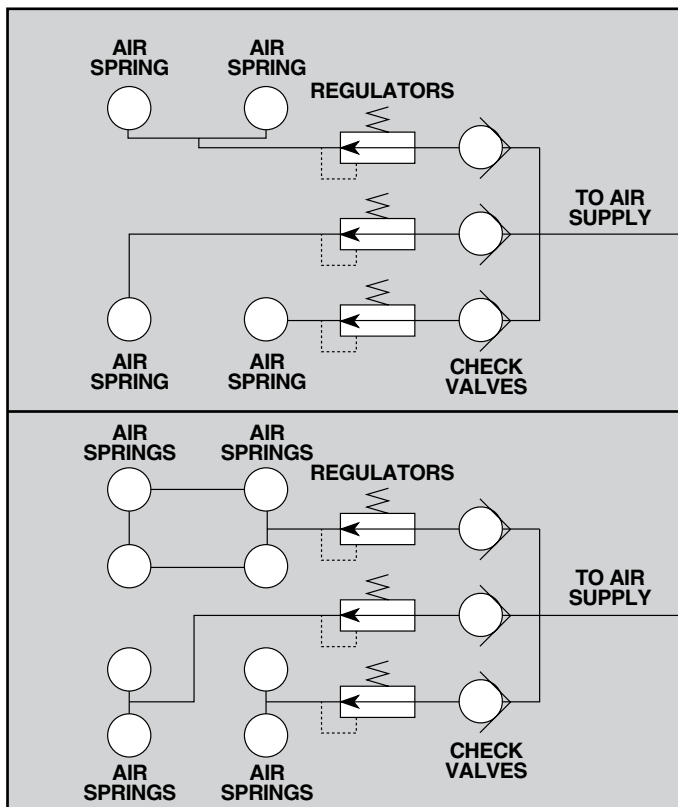 AIR
SPRING
AIR
SPRING
REGULATORS
TO AIR
SUPPLY
AIR
SPRING
AIR
SPRING
CHECK
VALVES
AIR
SPRINGS
AIR
SPRINGS
REGULATORS
TO AIR
SUPPLY
AIR
SPRINGS
AIR
SPRINGS
CHECK
VALVES